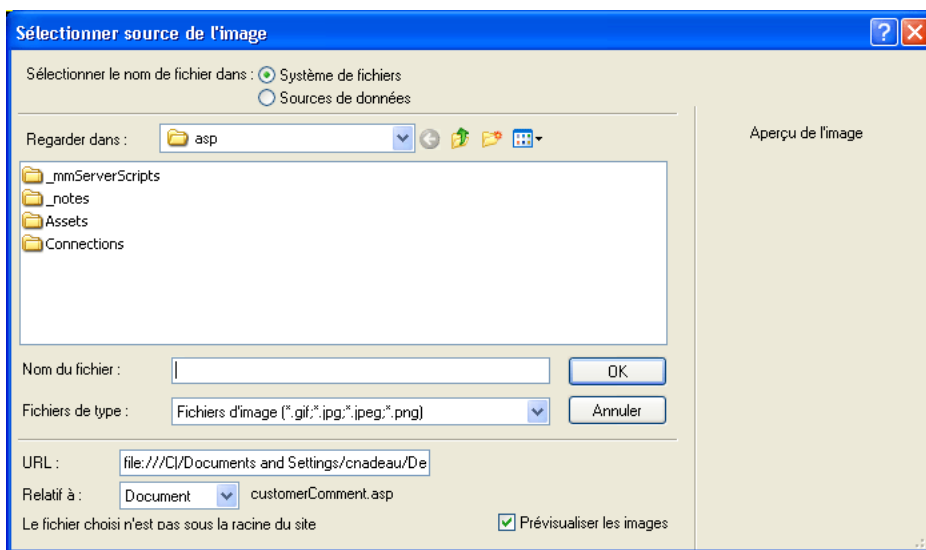 Sélectionner source de l'image
Sélectionner le nom de fichier dans : Système de fichiers
Sources de données
Regarder dans : asp
Aperçu de l'image
_mmServerScripts
_notes
Assets
Connections
Nom du fichier : OK
Fichiers de type : Fichiers d'image (*.gif;*.jpg;*.jpeg;*.png) Annuler
URL : file:///C|/Documents and Settings/cnadeau/De
Relatif à : Document customerComment.asp
Le fichier choisi n'est pas sous la racine du site Prévisualiser les images